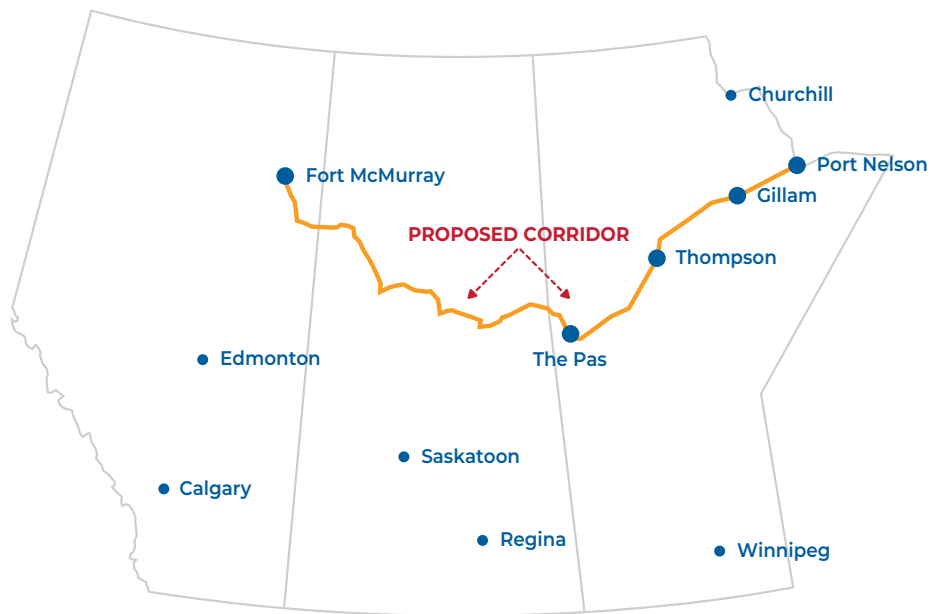 Churchill
Port Nelson
Fort McMurray
Gillam
PROPOSED CORRIDOR
Thompson
Edmonton
The Pas
Saskatoon
Calgary
Regina
Winnipeg